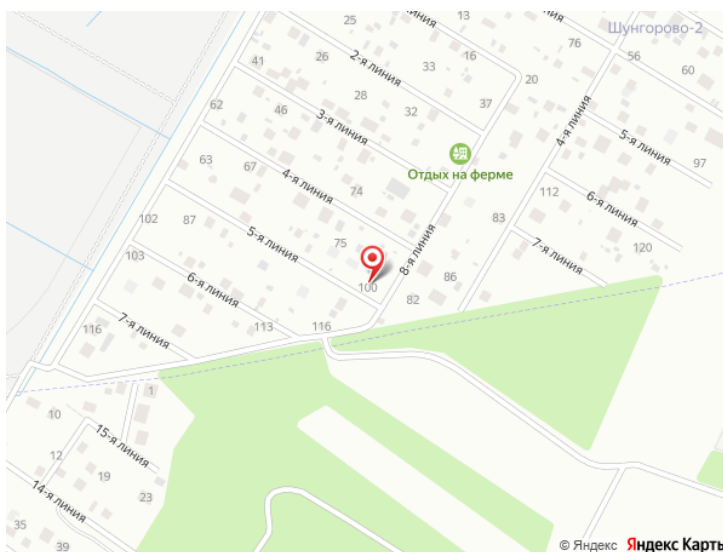 Шунгорово-2
16
76
56
60
2-я линия
33
20
41
26
28
37
62
46
3-я линия
32
4-я линия
5-я линия
97
63
67
Отдых на ферме
74
4-я линия
112
6-я линия
102
87
83
120
5-я линия
75
8-я линия
7-я линия
103
6-я линия
100
86
82
116
7-я линия
113
116
1
10
15-я линия
12
19
14-я линия
23
35
39
© Яндекс Яндекс Карты